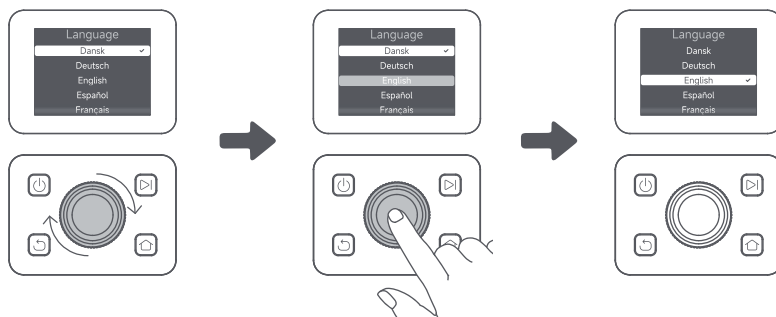 Language
Dansk
Deutsch
English
Español
Français
Language
Dansk
Deutsch
English
Español
Français
Language
Dansk
Deutsch
English
Español
Français